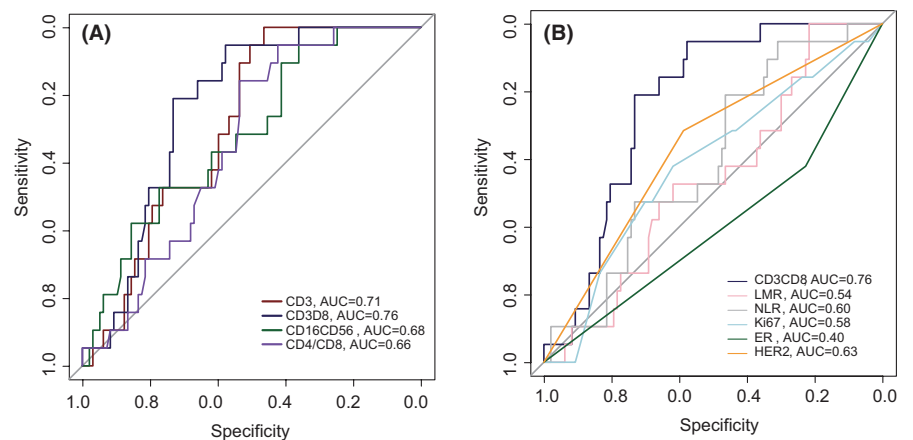 (A)
Sensitivity
0.0
0.2
0.4
0.0
0.8
1.0
CD3, AUC=0.71
CD3D8, AUC=0.76
CD16CD56 , AUC=0.68
CD4/CD8, AUC=0.66
1.0 0.8 0.0 0.2 0.0
Specificity
(B)
Sensitivity
0.0
0.2
0.4
0.0
0.8
1.0
CD3CD8, AUC=0.76
LMR, AUC=0.54
NLR, AUC=0.60
Ki67, AUC=0.58
ER , AUC=0.40
HER2, AUC=0.63
1.0 0.8 0.0 0.2 0.0
Specificity